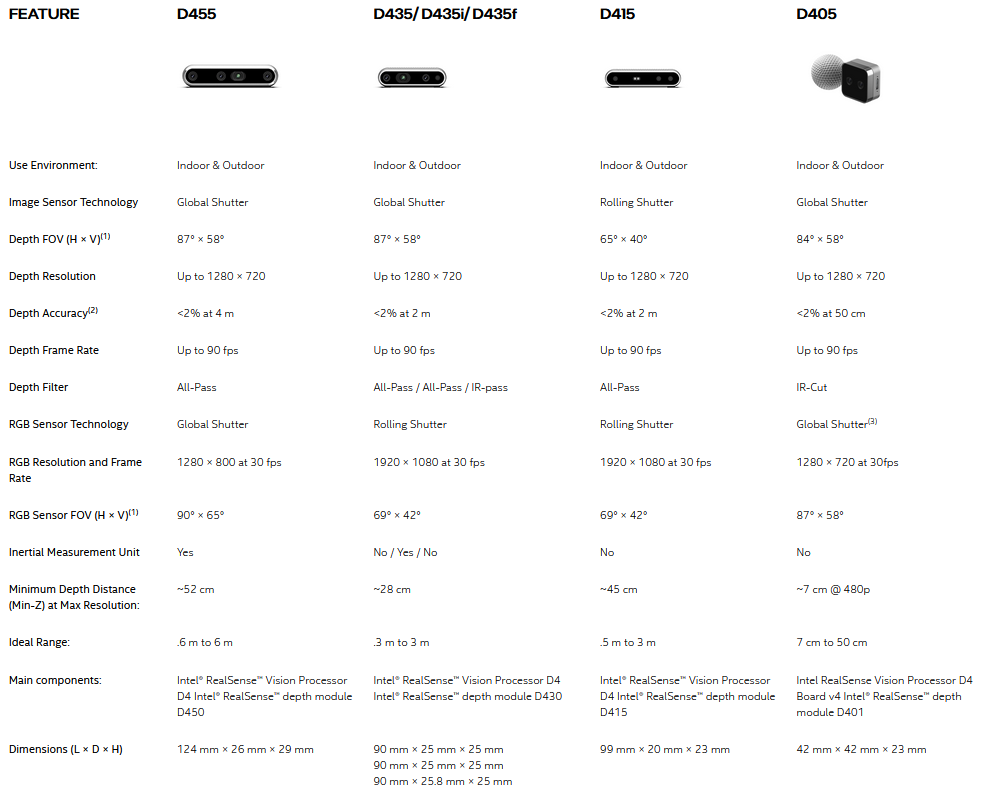 FEATURE D455 D435/ D435i/ D435f D415 D405
Use Environment: Indoor & Outdoor Indoor & Outdoor Indoor & Outdoor Indoor & Outdoor
Image Sensor Technology Global Shutter Global Shutter Rolling Shutter Global Shutter
Depth FOV (H × V)(1) 87° × 58° 87° × 58° 65° × 40° 84° × 58°
Depth Resolution Up to 1280 × 720 Up to 1280 × 720 Up to 1280 × 720 Up to 1280 × 720
Depth Accuracy(2) <2% at 4 m <2% at 2 m <2% at 2 m <2% at 50 cm
Depth Frame Rate Up to 90 fps Up to 90 fps Up to 90 fps Up to 90 fps
Depth Filter All-Pass All-Pass / All-Pass / IR-pass All-Pass IR-Cut
RGB Sensor Technology Global Shutter Rolling Shutter Rolling Shutter Global Shutter(3)
RGB Resolution and Frame 1280 × 800 at 30 fps 1920 × 1080 at 30 fps 1920 × 1080 at 30 fps 1280 × 720 at 30fps
Rate
RGB Sensor FOV (H × V)(1) 90° × 65° 69° × 42° 69° × 42° 87° × 58°
Inertial Measurement Unit Yes No / Yes / No No No
Minimum Depth Distance ~52 cm ~28 cm ~45 cm ~7 cm @ 480p
(Min-Z) at Max Resolution:
Ideal Range: .6 m to 6 m .3 m to 3 m .5 m to 3 m 7 cm to 50 cm
Main components: Intel® RealSense™ Vision Processor Intel® RealSense™ Vision Processor D4 Intel® RealSense™ Vision Processor Intel RealSense Vision Processor D4
D4 Intel® RealSense™ depth module Intel® RealSense™ depth module D430 D4 Intel® RealSense™ depth module Board v4 Intel® RealSense™ depth
D450 D415 module D401
Dimensions (L × D × H) 124 mm × 26 mm × 29 mm 90 mm × 25 mm × 25 mm 99 mm × 20 mm × 23 mm 42 mm × 42 mm × 23 mm
90 mm × 25 mm × 25 mm
90 mm × 25.8 mm × 25 mm